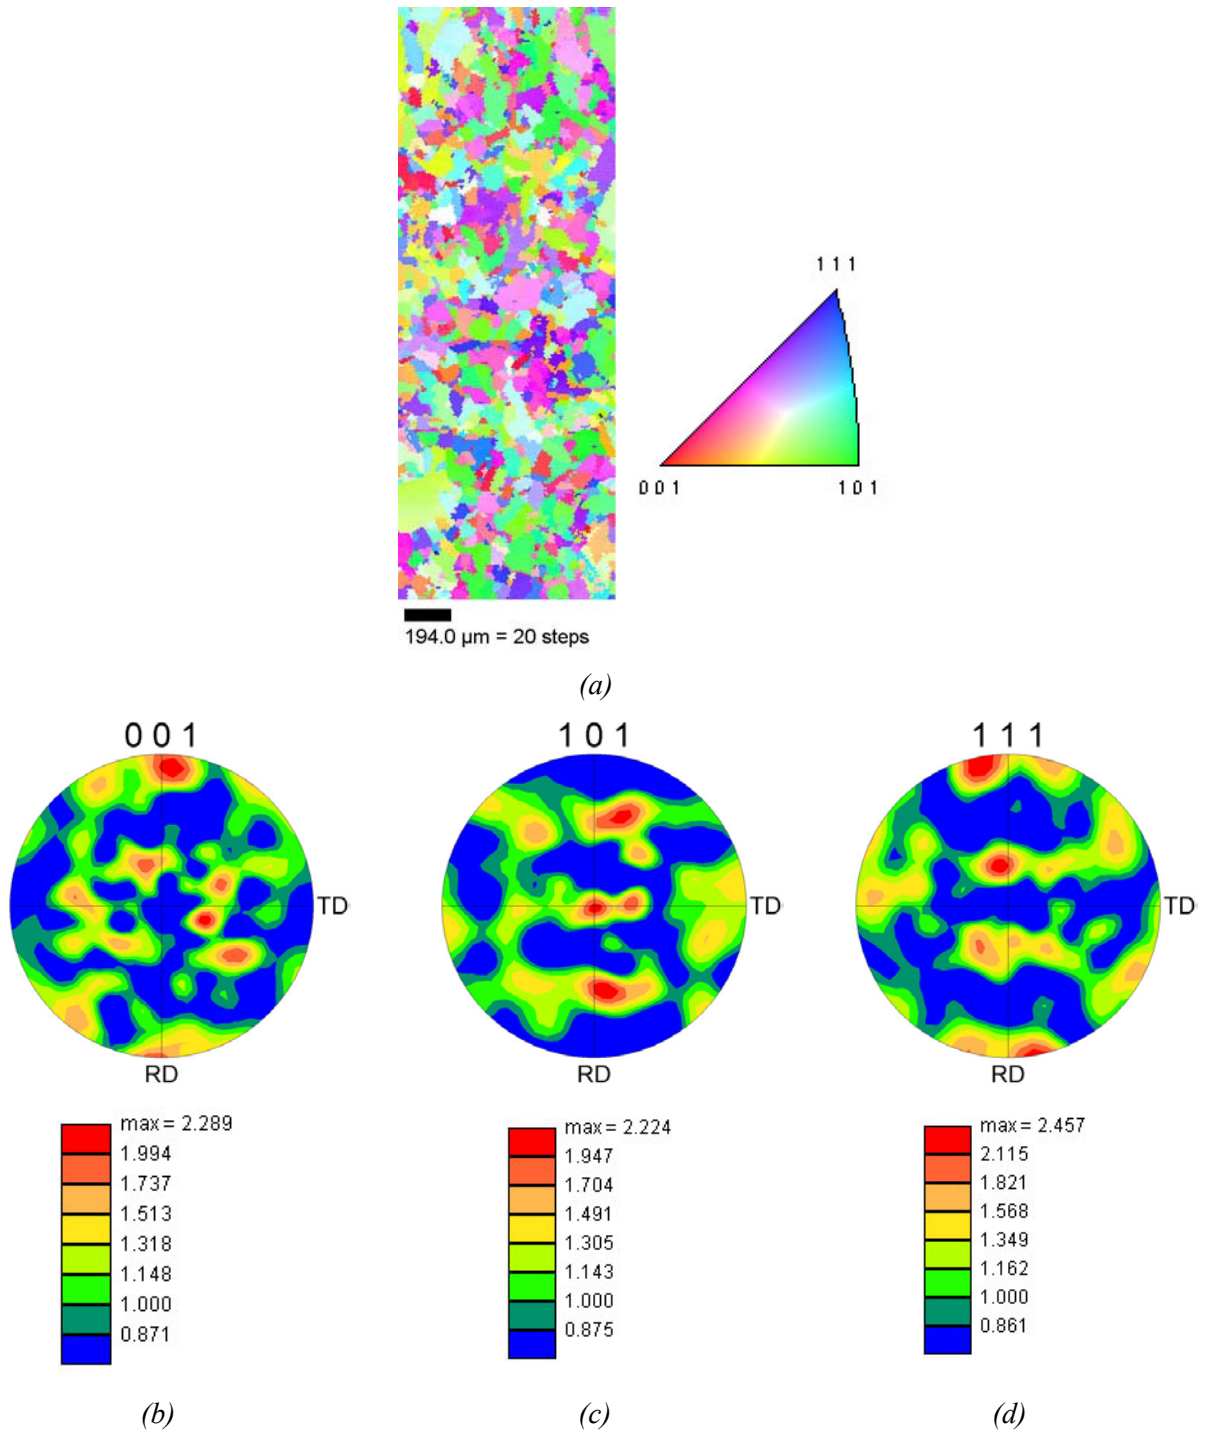 1 1 1
0 0 1
1 0 1
194.0 µm = 20 steps
(a)
0 0 1
1 0 1
1 1 1
TD
TD
TD
RD
RD
RD
max = 2.289
1.994
1.737
1.513
1.318
1.148
1.000
0.871
max = 2.224
1.947
1.704
1.491
1.305
1.143
1.000
0.875
max = 2.457
2.115
1.821
1.568
1.349
1.162
1.000
0.861
(b)
(c)
(d)